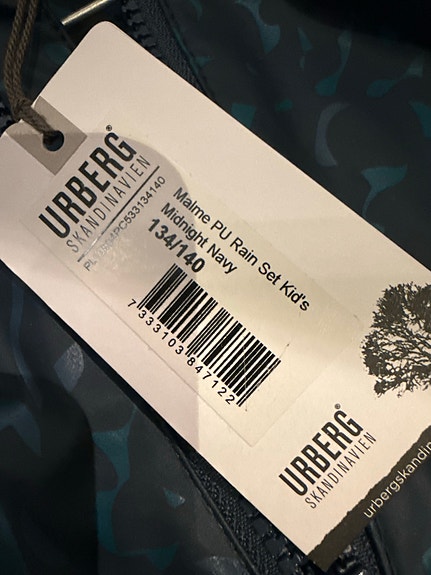 URBERG®
SKANDINAVIEN
Malme PU Rain Set Kid's
Midnight Navy
134/140
7333103847122
URBERG®
SKANDINAVIEN
urbergskandin